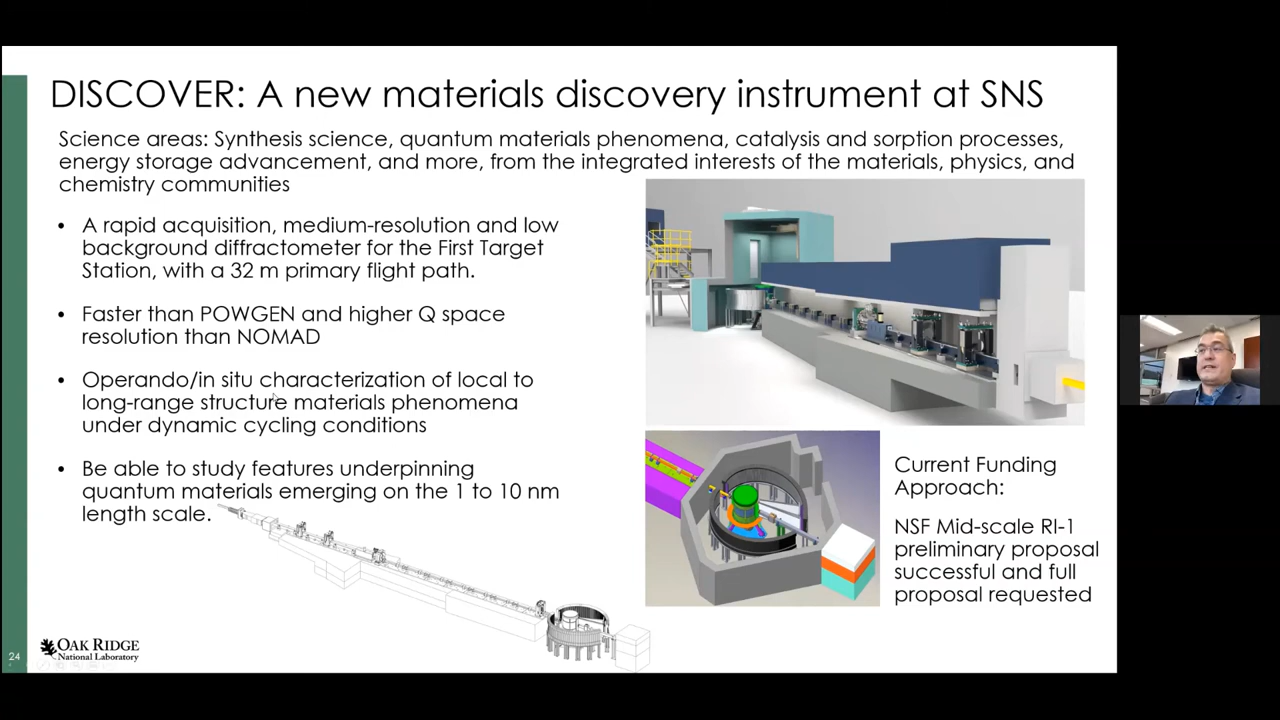 DISCOVER: A new materials discovery instrument at SNS
Science areas: Synthesis science, quantum materials phenomena, catalysis and sorption processes,
energy storage advancement, and more, from the integrated interests of the materials, physics, and
chemistry communities
• A rapid acquisition, medium-resolution and low
background diffractometer for the First Target
Station, with a 32 m primary flight path.
• Faster than POWGEN and higher Q space
resolution than NOMAD
• Operando/in situ characterization of local to
long-range structure materials phenomena
under dynamic cycling conditions
• Be able to study features underpinning
quantum materials emerging on the 1 to 10 nm
length scale.
Current Funding
Approach:
NSF Mid-scale RI-1
preliminary proposal
successful and full
proposal requested
24
OAK RIDGE
National Laboratory